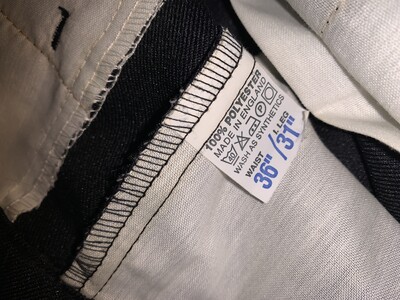 100% POLYESTER
MADE IN ENGLAND
WASH AS SYNTHETICS
WAIST I. LEG
36"/31"